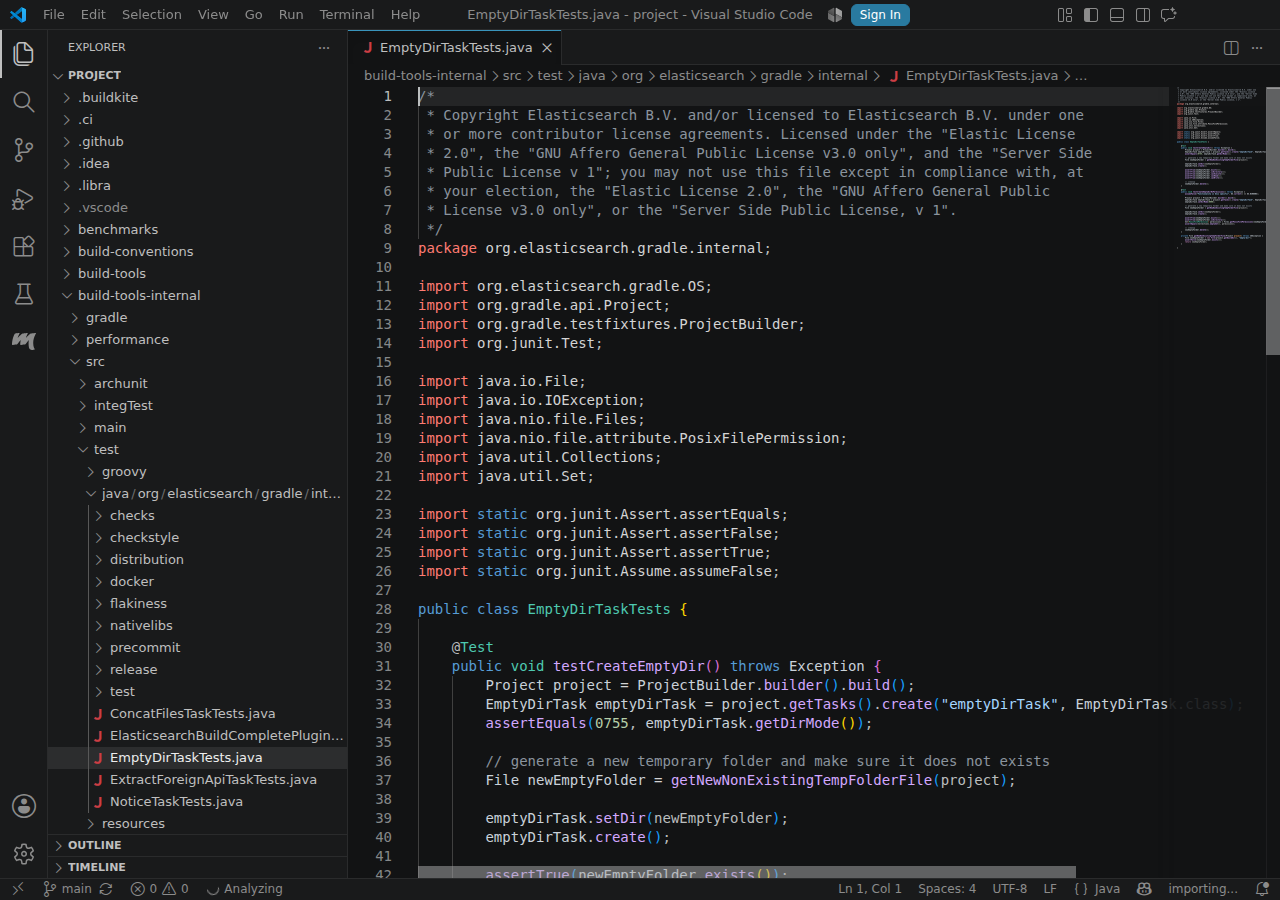 File Edit Selection View Go Run Terminal Help EmptyDirTaskTests.java - project - Visual Studio Code Sign In
EXPLORER
PROJECT
.buildkite
.ci
.github
.idea
.libra
.vscode
benchmarks
build-conventions
build-tools
build-tools-internal
gradle
performance
src
archunit
integTest
main
test
groovy
java/org/elasticsearch/gradle/int...
checks
checkstyle
distribution
docker
flakiness
nativelibs
precommit
release
test
ConcatFilesTaskTests.java
ElasticsearchBuildCompletePlugin...
EmptyDirTaskTests.java
ExtractForeignApiTaskTests.java
NoticeTaskTests.java
resources
OUTLINE
TIMELINE
EmptyDirTaskTests.java
build-tools-internal > src > test > java > org > elasticsearch > gradle > internal > EmptyDirTaskTests.java > ...
1 /*
2  * Copyright Elasticsearch B.V. and/or licensed to Elasticsearch B.V. under one
3  * or more contributor license agreements. Licensed under the "Elastic License
4  * 2.0", the "GNU Affero General Public License v3.0 only", and the "Server Side
5  * Public License v 1"; you may not use this file except in compliance with, at
6  * your election, the "Elastic License 2.0", the "GNU Affero General Public
7  * License v3.0 only", or the "Server Side Public License, v 1".
8  */
9 package org.elasticsearch.gradle.internal;
10
11 import org.elasticsearch.gradle.OS;
12 import org.gradle.api.Project;
13 import org.gradle.testfixtures.ProjectBuilder;
14 import org.junit.Test;
15
16 import java.io.File;
17 import java.io.IOException;
18 import java.nio.file.Files;
19 import java.nio.file.attribute.PosixFilePermission;
20 import java.util.Collections;
21 import java.util.Set;
22
23 import static org.junit.Assert.assertEquals;
24 import static org.junit.Assert.assertFalse;
25 import static org.junit.Assert.assertTrue;
26 import static org.junit.Assume.assumeFalse;
27
28 public class EmptyDirTaskTests {
29
30     @Test
31     public void testCreateEmptyDir() throws Exception {
32         Project project = ProjectBuilder.builder().build();
33         EmptyDirTask emptyDirTask = project.getTasks().create("emptyDirTask", EmptyDirTask.class);
34         assertEquals(0755, emptyDirTask.getDirMode());
35
36         // generate a new temporary folder and make sure it does not exists
37         File newEmptyFolder = getNewNonExistingTempFolderFile(project);
38
39         emptyDirTask.setDir(newEmptyFolder);
40         emptyDirTask.create();
41
42         assertTrue(newEmptyFolder.exists());
main 0 0 Analyzing Ln 1, Col 1 Spaces: 4 UTF-8 LF { } Java importing...